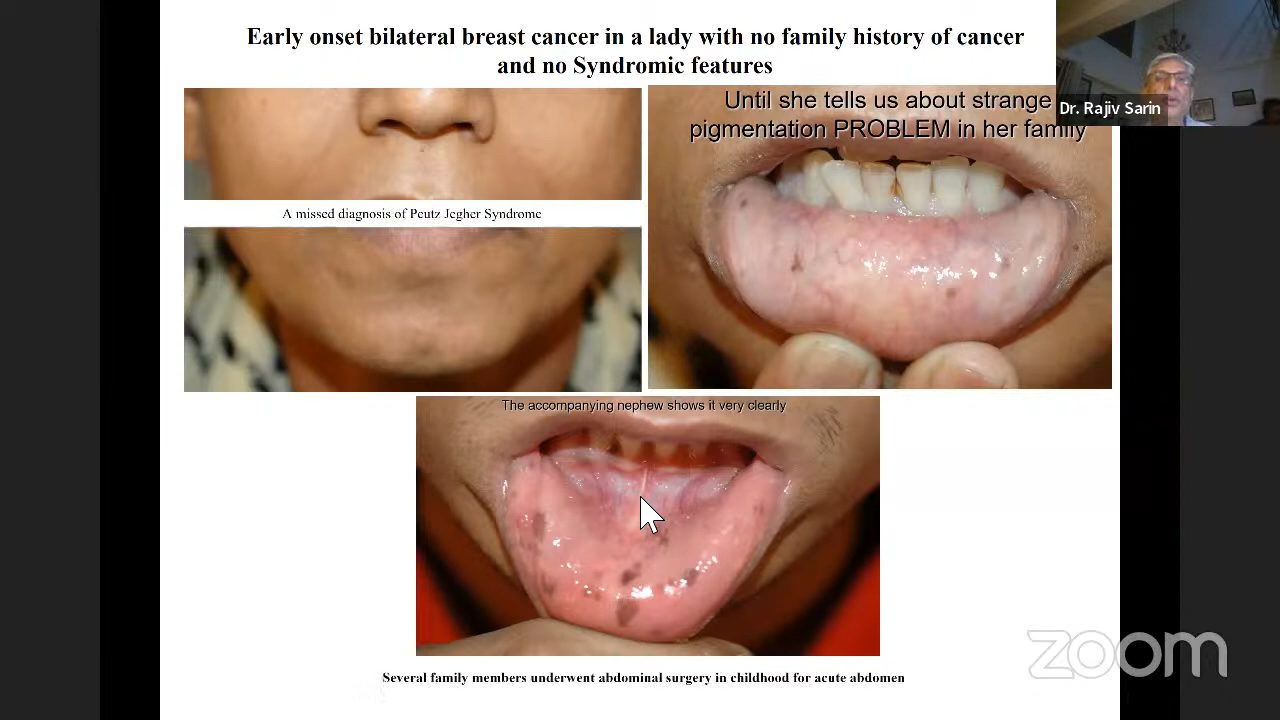 Early onset bilateral breast cancer in a lady with no family history of cancer
and no Syndromic features
Until she tells us about strange
pigmentation PROBLEM in her family
Dr. Rajiv Sarin
A missed diagnosis of Peutz Jegher Syndrome
The accompanying nephew shows it very clearly
Several family members underwent abdominal surgery in childhood for acute abdomen
zoom